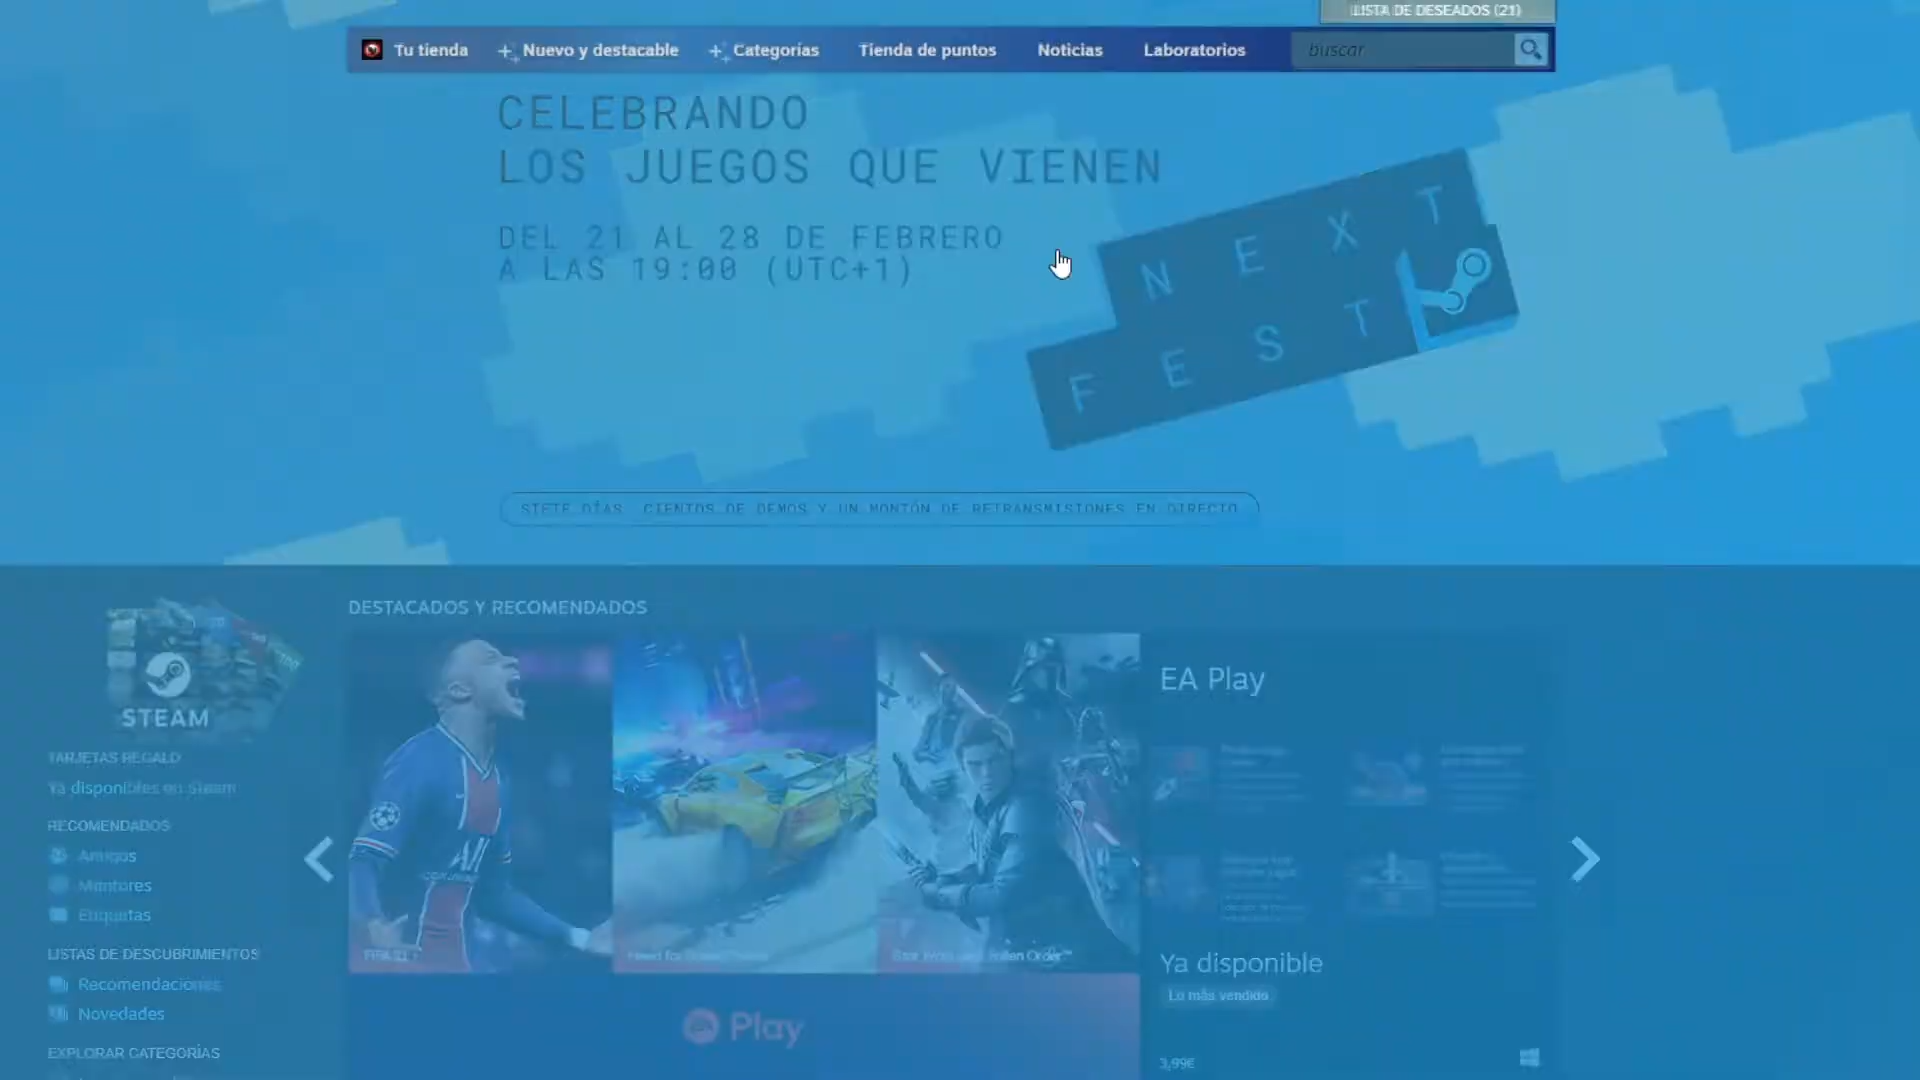 LISTA DE DESEADOS (21)
Tu tienda
Nuevo y destacable
Categorías
Tienda de puntos
Noticias
Laboratorios
buscar
CELEBRANDO
LOS JUEGOS QUE VIENEN
DEL 21 AL 28 DE FEBRERO
A LAS 19:00 (UTC+1)
NEXT
FEST
SIETE DÍAS, CIENTOS DE DEMOS Y UN MONTÓN DE RETRANSMISIONES EN DIRECTO
DESTACADOS Y RECOMENDADOS
STEAM
TARJETAS REGALO
Ya disponibles en Steam
RECOMENDADOS
Amigos
Mentores
Etiquetas
LISTAS DE DESCUBRIMIENTOS
Recomendaciones
Novedades
EXPLORAR CATEGORÍAS
EA Play
Ya disponible
Lo más vendido
3,99€
EA Play